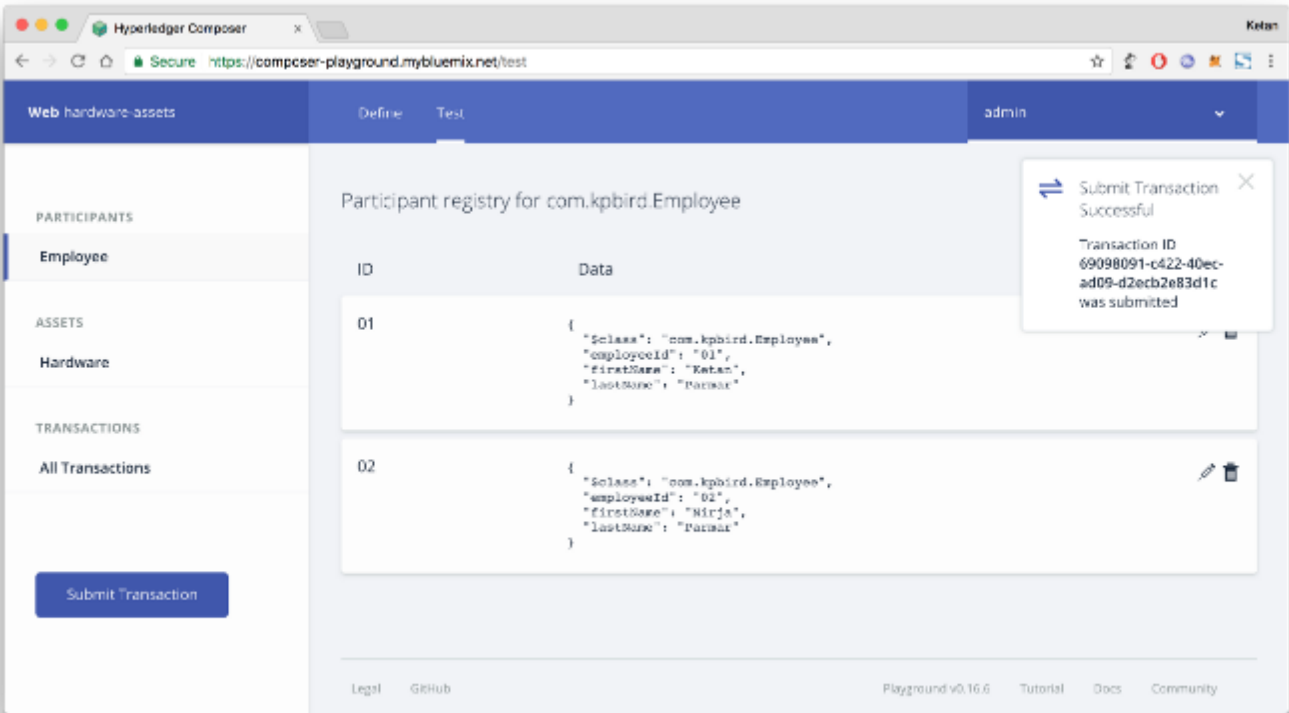 Hyperledger Composer
Ketan
Secure https://composer-playground.mybluemix.net/test
Web hardware-assets
Define
Test
admin
Submit Transaction
Successful
Transaction ID
69098091-c422-40ec-
ad09-d2ecb2e83d1c
was submitted
PARTICIPANTS
Employee
ASSETS
Hardware
TRANSACTIONS
All Transactions
Submit Transaction
Participant registry for com.kpbird.Employee
ID Data
01
{
"$class": "com.kpbird.Employee",
"employeeId": "01",
"firstName": "Ketan",
"lastName": "Parmar"
}
02
{
"$class": "com.kpbird.Employee",
"employeeId": "02",
"firstName": "Nirja",
"lastName": "Parmar"
}
Legal GitHub Playground v0.16.6 Tutorial Docs Community